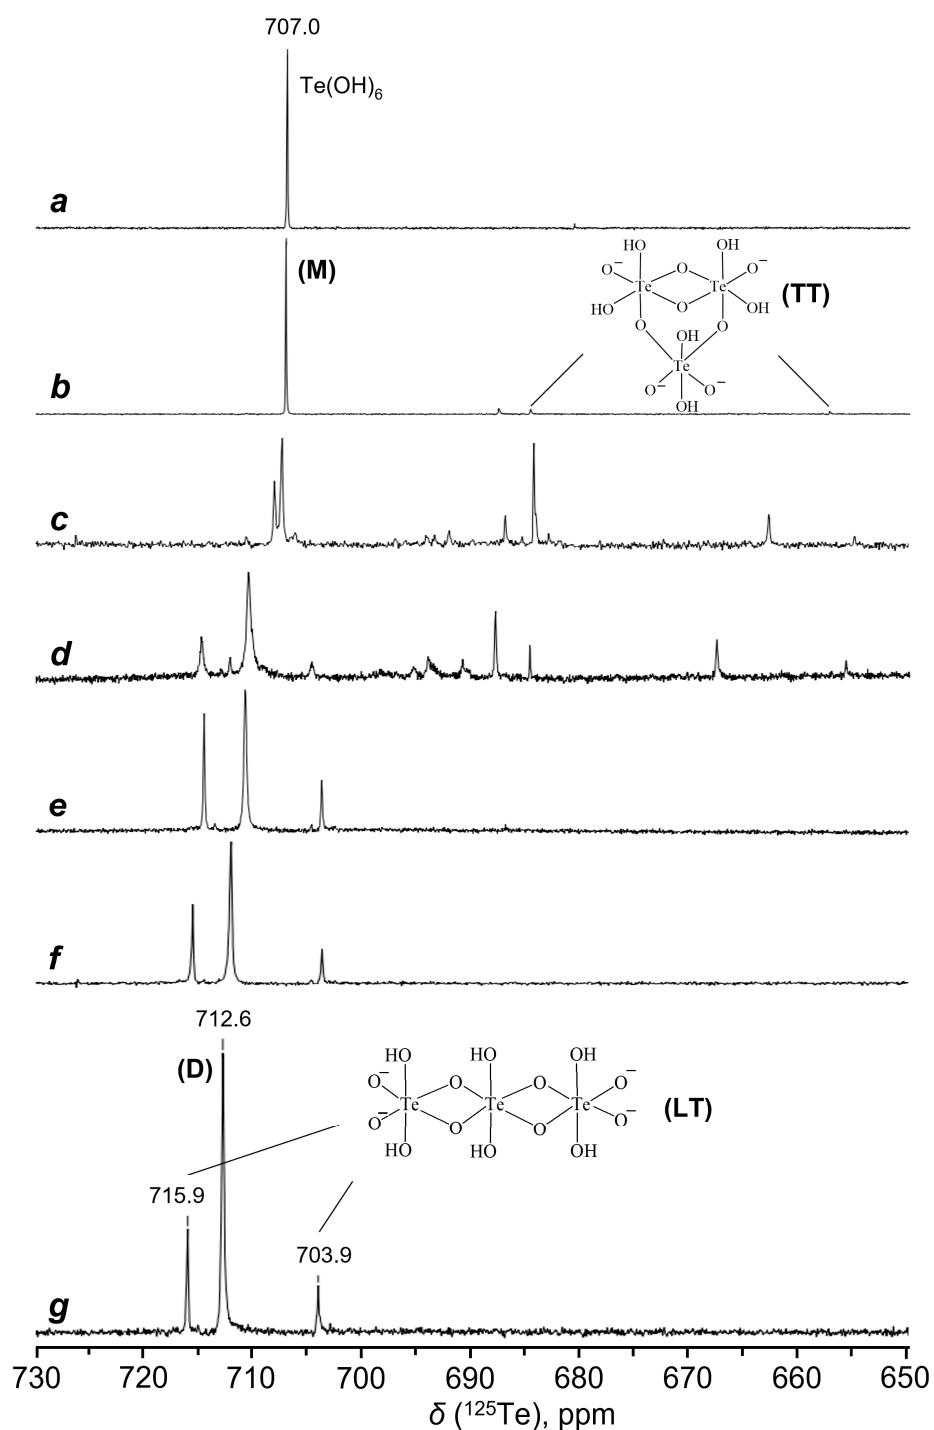 707.0
Te(OH)₆
a
(M)
HO OH
O⁻ O O⁻
Te Te
(TT)
HO O OH
O O
OH
Te
O⁻ O⁻
OH
b
c
d
e
f
712.6
(D)
HO HO OH
O⁻ O O O⁻
Te Te Te
(LT)
O⁻ O O O⁻
HO HO OH
715.9
703.9
g
730 720 710 700 690 680 670 660 650
δ (¹²⁵Te), ppm